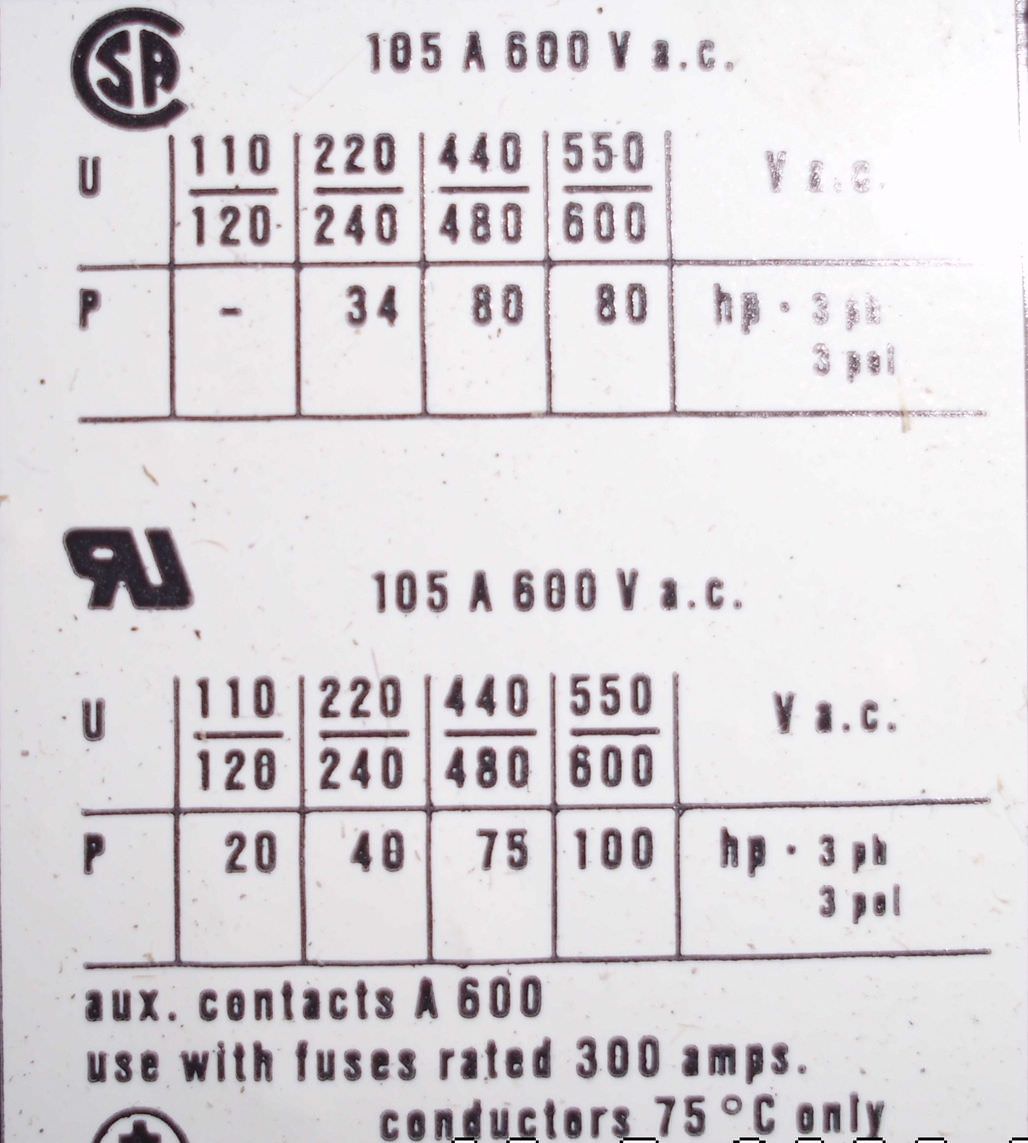 CSA 105 A 600 V a.c.
U 110 220 440 550 V a.c.
120 240 480 600
P - 34 80 80 hp · 3 ph
3 pol
RU 105 A 600 V a.c.
U 110 220 440 550 V a.c.
120 240 480 600
P 20 40 75 100 hp · 3 ph
3 pol
aux. contacts A 600
use with fuses rated 300 amps.
conductors 75 °C only